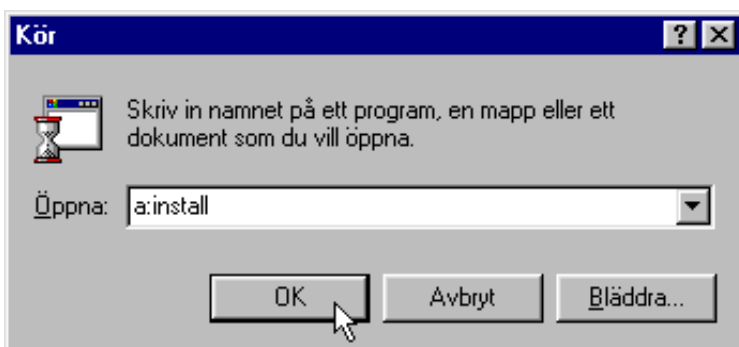 Kör
Skriv in namnet på ett program, en mapp eller ett
dokument som du vill öppna.
Öppna: a:install
OK Avbryt Bläddra...